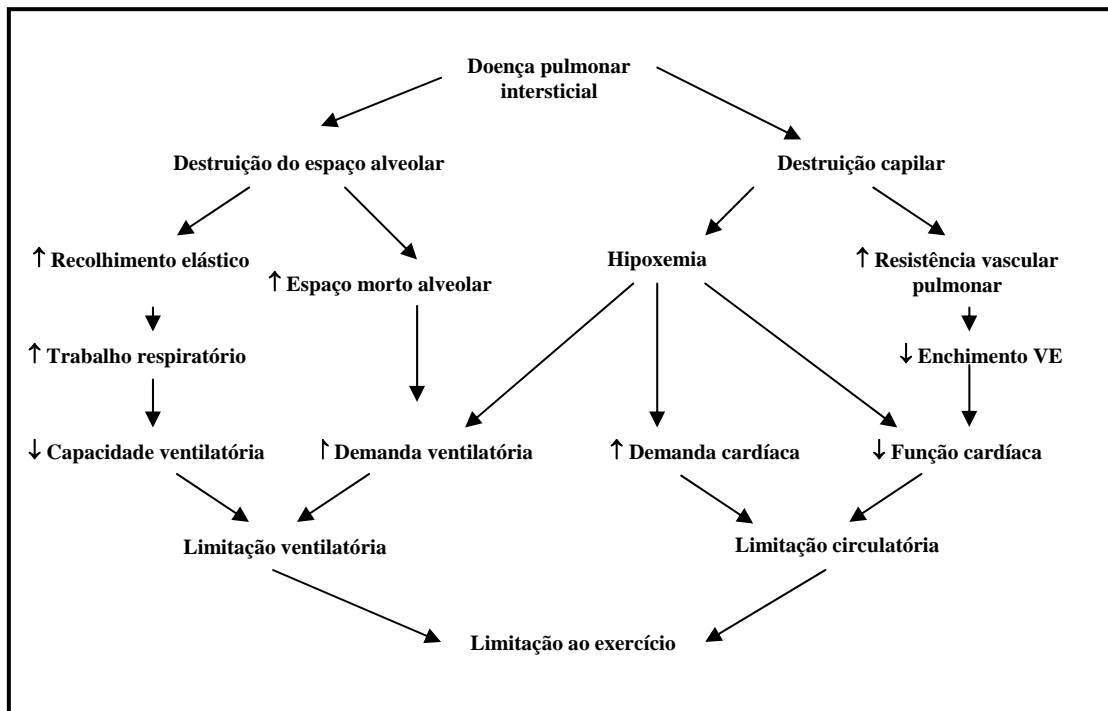 Doença pulmonar
intersticial
Destruição do espaço alveolar
Destruição capilar
↑ Recolhimento elástico
↑ Espaço morto alveolar
Hipoxemia
↑ Resistência vascular
pulmonar
↑ Trabalho respiratório
↓ Enchimento VE
↓ Capacidade ventilatória
↾ Demanda ventilatória
↑ Demanda cardíaca
↓ Função cardíaca
Limitação ventilatória
Limitação circulatória
Limitação ao exercício